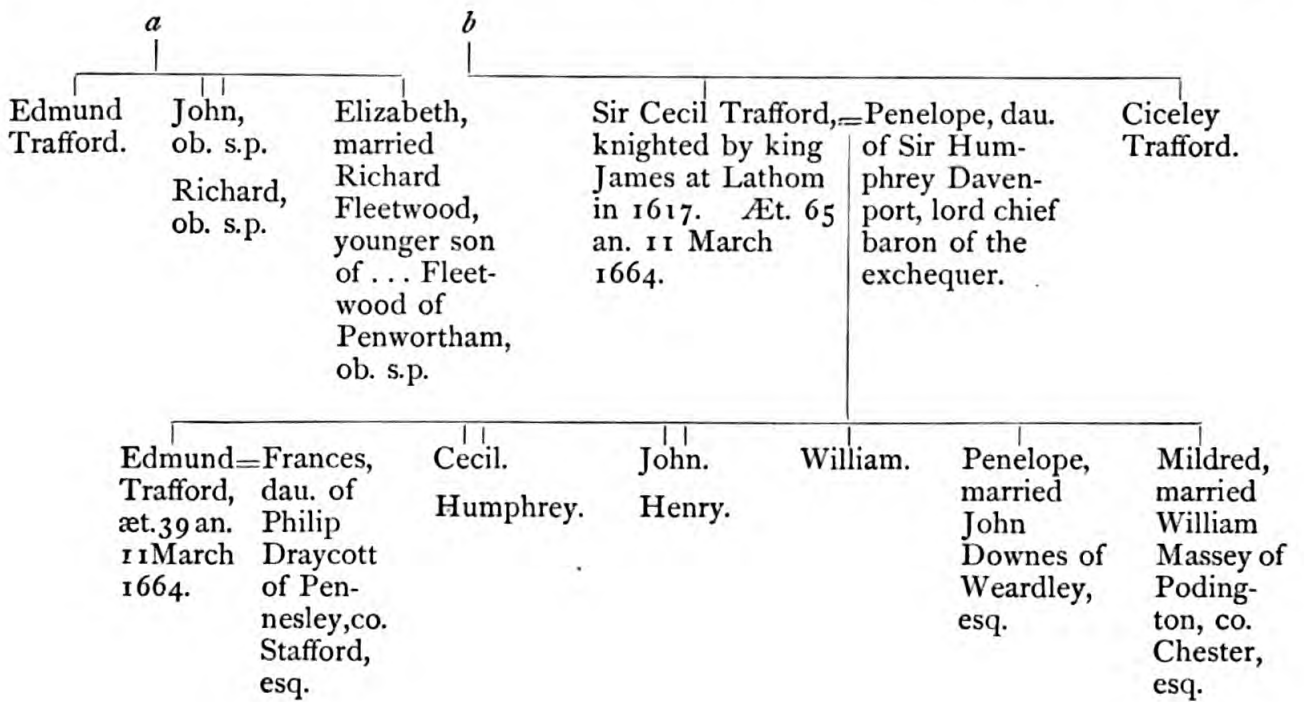 a
b
Edmund
Trafford.
John,
ob. s.p.
Richard,
ob. s.p.
Elizabeth,
married
Richard
Fleetwood,
younger son
of ... Fleet-
wood of
Penwortham,
ob. s.p.
Sir Cecil Trafford,
knighted by king
James at Lathom
in 1617. Æt. 65
an. 11 March
1664.
=Penelope, dau.
of Sir Hum-
phrey Daven-
port, lord chief
baron of the
exchequer.
Ciceley
Trafford.
Edmund
Trafford,
æt. 39 an.
11 March
1664.
=Frances,
dau. of
Philip
Draycott
of Pen-
nesley, co.
Stafford,
esq.
Cecil.
Humphrey.
John.
Henry.
William.
Penelope,
married
John
Downes of
Weardley,
esq.
Mildred,
married
William
Massey of
Poding-
ton, co.
Chester,
esq.